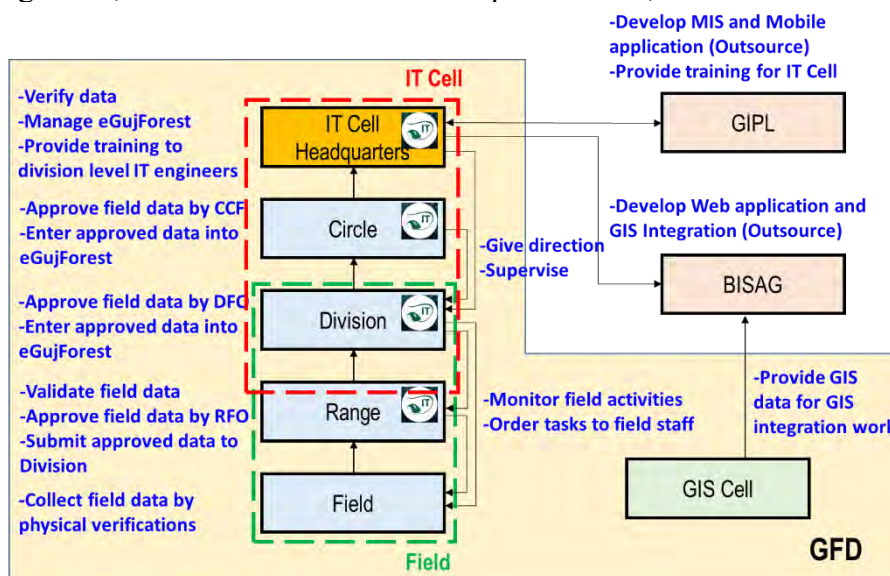 -Develop MIS and Mobile
application (Outsource)
-Provide training for IT Cell
GIPL
IT Cell
-Verify data
-Manage eGujForest
-Provide training to
division level IT engineers
IT Cell
Headquarters
IT
-Approve field data by CCF
-Enter approved data into
eGujForest
Circle
IT
-Give direction
-Supervise
-Develop Web application and
GIS Integration (Outsource)
BISAG
-Approve field data by DFO
-Enter approved data into
eGujForest
Division
IT
-Validate field data
-Approve field data by RFO
-Submit approved data to
Division
Range
IT
-Monitor field activities
-Order tasks to field staff
-Provide GIS
data for GIS
integration work
-Collect field data by
physical verifications
Field
GIS Cell
Field
GFD